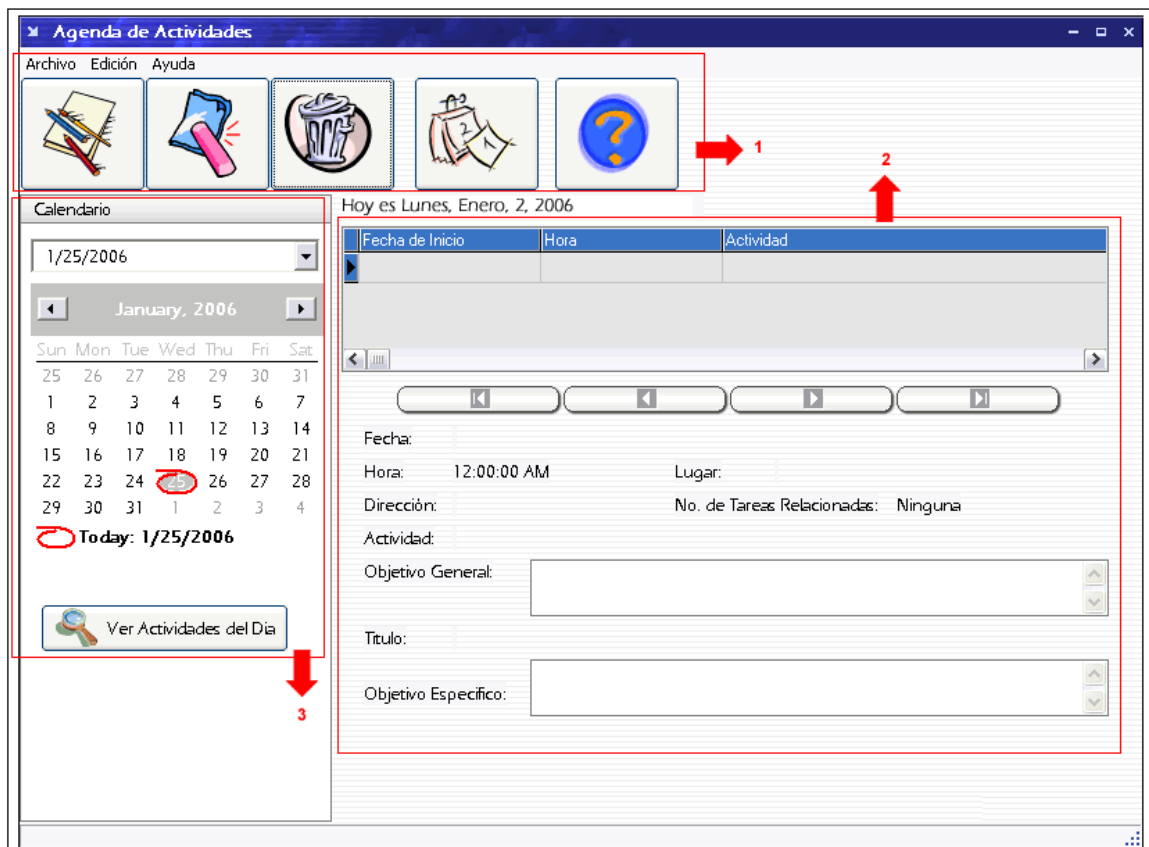 Agenda de Actividades
Archivo Edición Ayuda
1
2
Calendario
Hoy es Lunes, Enero, 2, 2006
1/25/2006
Fecha de Inicio Hora Actividad
January, 2006
Sun Mon Tue Wed Thu Fri Sat
25 26 27 28 29 30 31
1 2 3 4 5 6 7
8 9 10 11 12 13 14
15 16 17 18 19 20 21
22 23 24 25 26 27 28
29 30 31 1 2 3 4
Today: 1/25/2006
Ver Actividades del Dia
3
Fecha:
Hora: 12:00:00 AM Lugar:
Dirección: No. de Tareas Relacionadas: Ninguna
Actividad:
Objetivo General:
Titulo:
Objetivo Especifico: